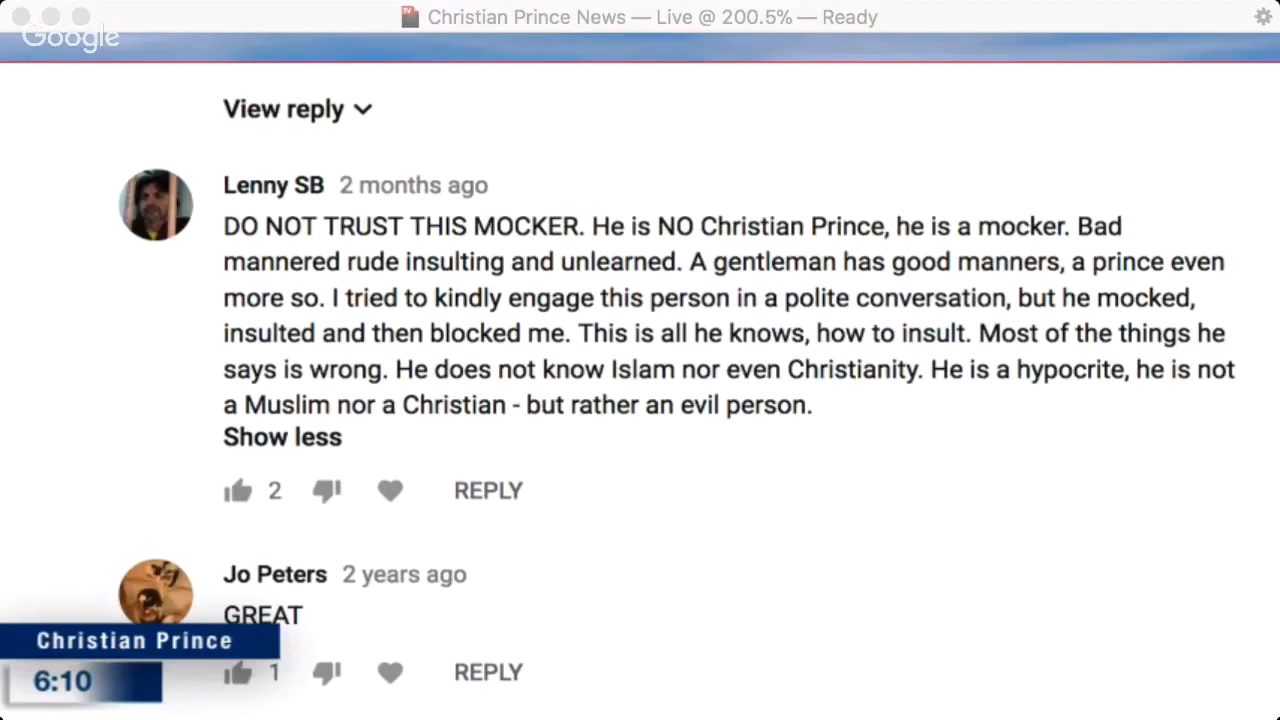 Christian Prince News — Live @ 200.5% — Ready
Google
View reply
Lenny SB 2 months ago
DO NOT TRUST THIS MOCKER. He is NO Christian Prince, he is a mocker. Bad
mannered rude insulting and unlearned. A gentleman has good manners, a prince even
more so. I tried to kindly engage this person in a polite conversation, but he mocked,
insulted and then blocked me. This is all he knows, how to insult. Most of the things he
says is wrong. He does not know Islam nor even Christianity. He is a hypocrite, he is not
a Muslim nor a Christian - but rather an evil person.
Show less
2 REPLY
Jo Peters 2 years ago
GREAT
Christian Prince
1 REPLY
6:10